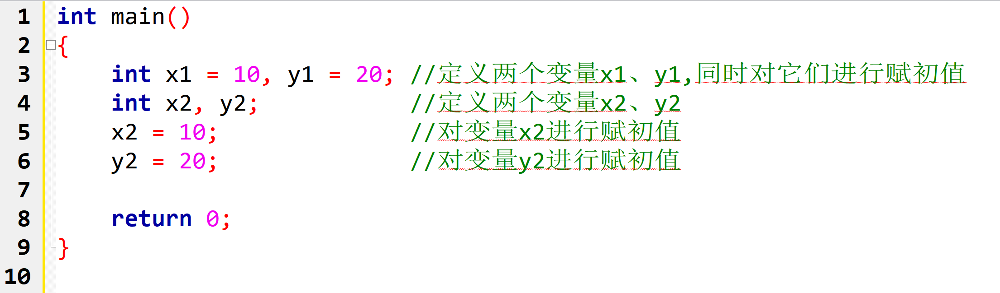 1 int main()
2 {
3     int x1 = 10, y1 = 20; //定义两个变量x1、y1,同时对它们进行赋初值
4     int x2, y2;           //定义两个变量x2、y2
5     x2 = 10;              //对变量x2进行赋初值
6     y2 = 20;              //对变量y2进行赋初值
7
8     return 0;
9 }
10